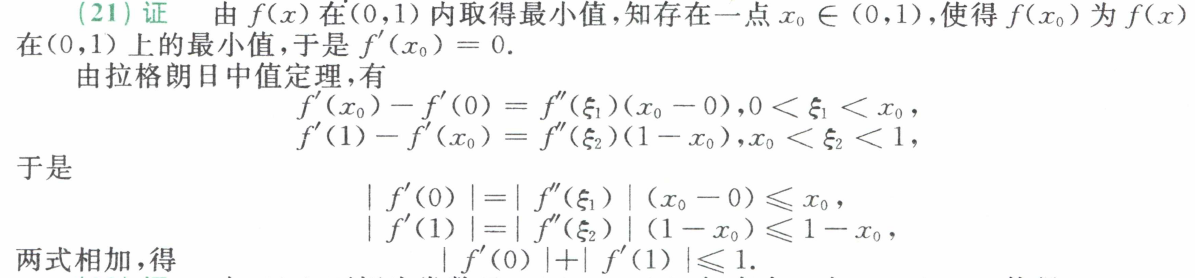 (21) 证 由 f(x) 在(0,1) 内取得最小值,知存在一点 x₀ ∈ (0,1),使得 f(x₀) 为 f(x)
在(0,1) 上的最小值,于是 f′(x₀) = 0.
由拉格朗日中值定理,有
f′(x₀) − f′(0) = f″(ξ₁)(x₀ − 0),0 < ξ₁ < x₀,
f′(1) − f′(x₀) = f″(ξ₂)(1 − x₀),x₀ < ξ₂ < 1,
于是
| f′(0) |=| f″(ξ₁) | (x₀ − 0) ⩽ x₀,
| f′(1) |=| f″(ξ₂) | (1 − x₀) ⩽ 1 − x₀,
两式相加,得 | f′(0) |+| f′(1) |⩽ 1.